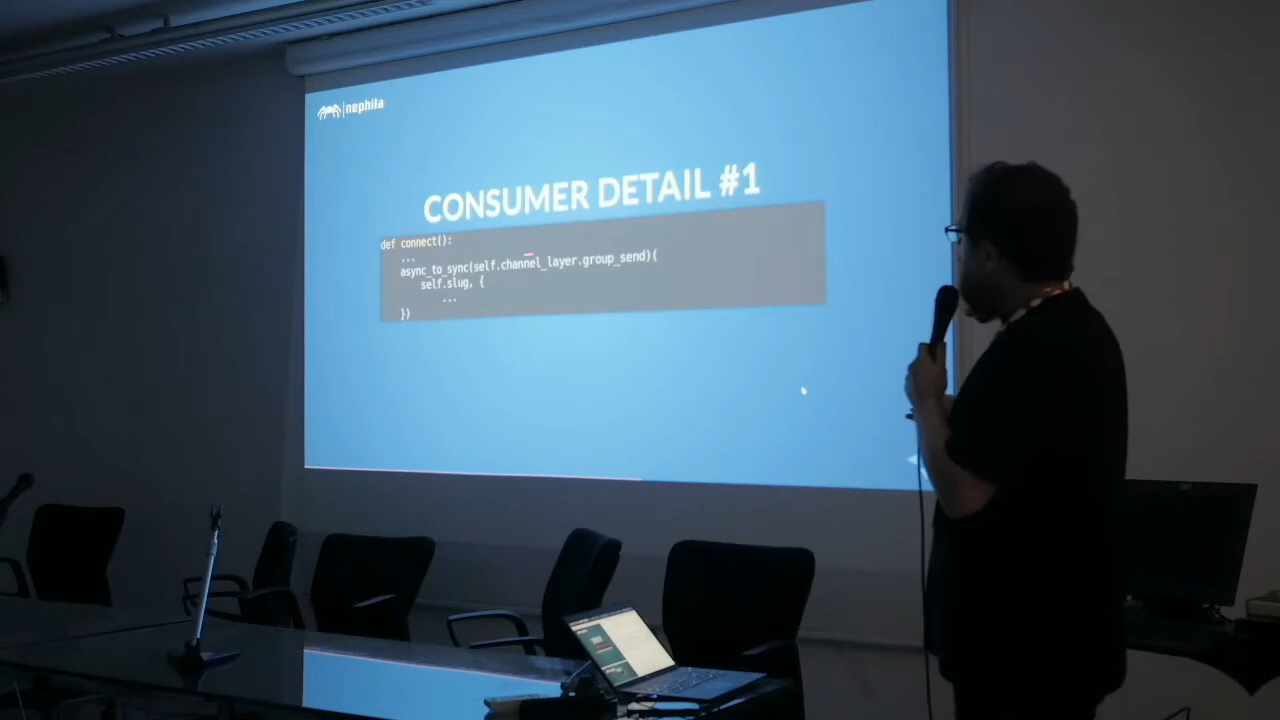 nephila
CONSUMER DETAIL #1
def connect():
...
async_to_sync(self.channel_layer.group_send){
self.slug, {
...
})